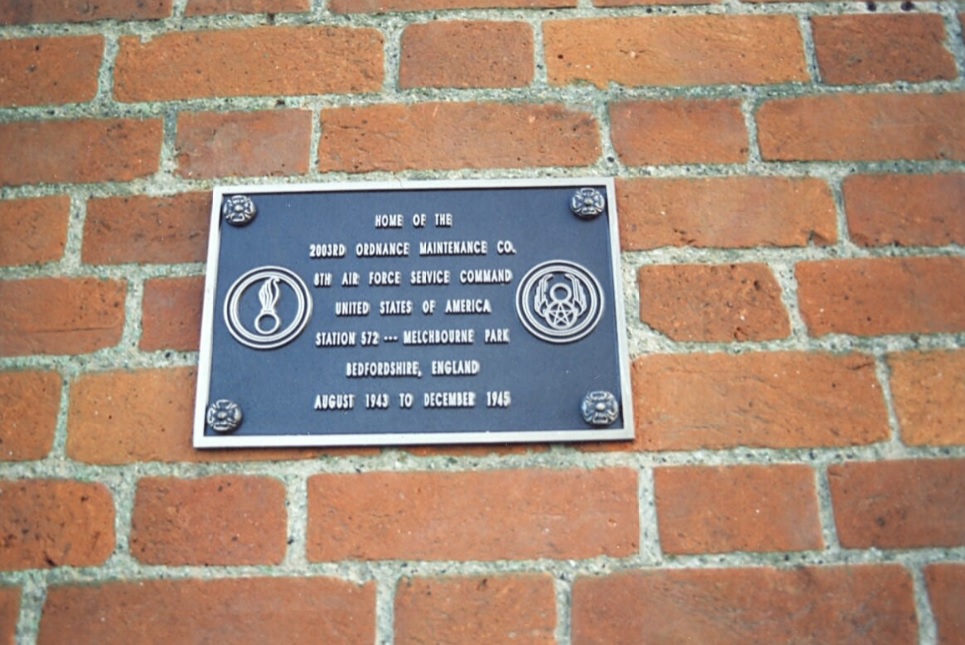 HOME OF THE
2003RD ORDNANCE MAINTENANCE CO.
8TH AIR FORCE SERVICE COMMAND
UNITED STATES OF AMERICA
STATION 572 --- MELCHBOURNE PARK
BEDFORDSHIRE, ENGLAND
AUGUST 1943 TO DECEMBER 1945